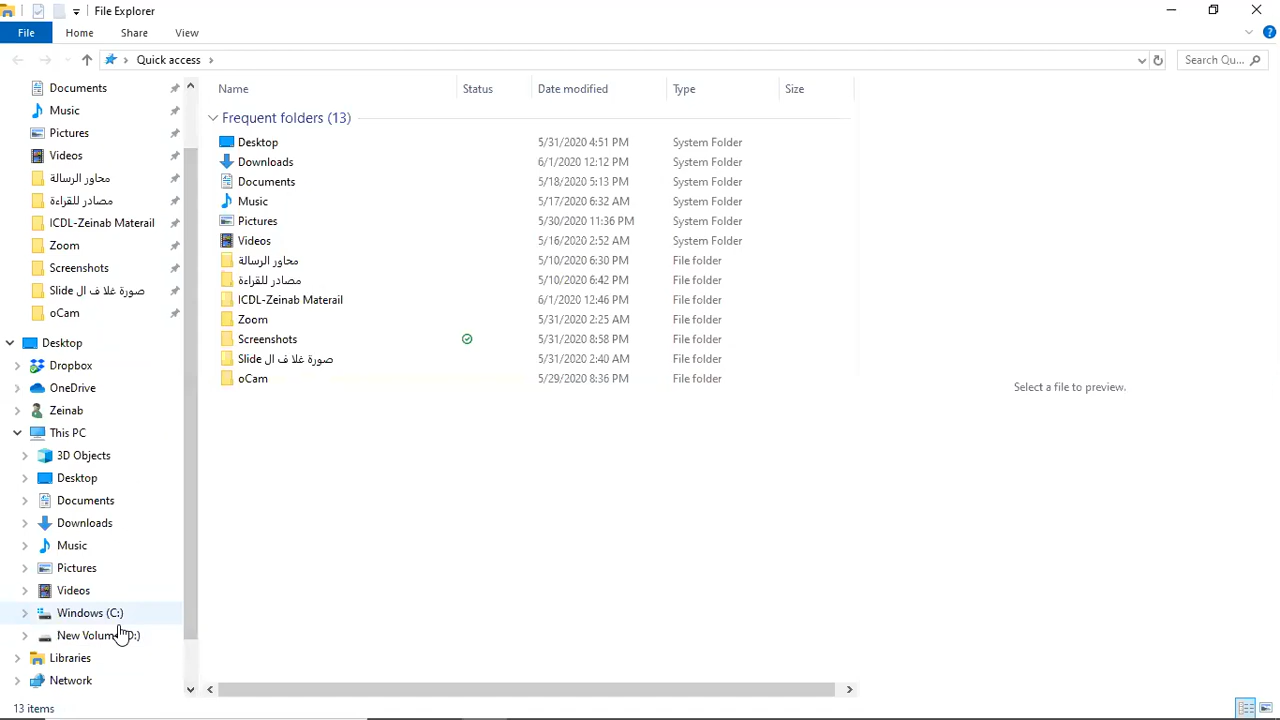 File Explorer
File Home Share View
Quick access Search Qu...
Documents
Music
Pictures
Videos
محاور الرسالة
مصادر للقراءة
ICDL-Zeinab Materail
Zoom
Screenshots
Slide صورة غلا ف ال
oCam
Desktop
Dropbox
OneDrive
Zeinab
This PC
3D Objects
Desktop
Documents
Downloads
Music
Pictures
Videos
Windows (C:)
New Volum
Libraries
Network
Name Status Date modified Type Size
Frequent folders (13)
Desktop 5/31/2020 4:51 PM System Folder
Downloads 6/1/2020 12:12 PM System Folder
Documents 5/18/2020 5:13 PM System Folder
Music 5/17/2020 6:32 AM System Folder
Pictures 5/30/2020 11:36 PM System Folder
Videos 5/16/2020 2:52 AM System Folder
محاور الرسالة 5/10/2020 6:30 PM File folder
مصادر للقراءة 5/10/2020 6:42 PM File folder
ICDL-Zeinab Materail 6/1/2020 12:46 PM File folder
Zoom 5/31/2020 2:25 AM File folder
Screenshots 5/31/2020 8:58 PM File folder
Slide صورة غلا ف ال 5/31/2020 2:40 AM File folder
oCam 5/29/2020 8:36 PM File folder
Select a file to preview.
13 items